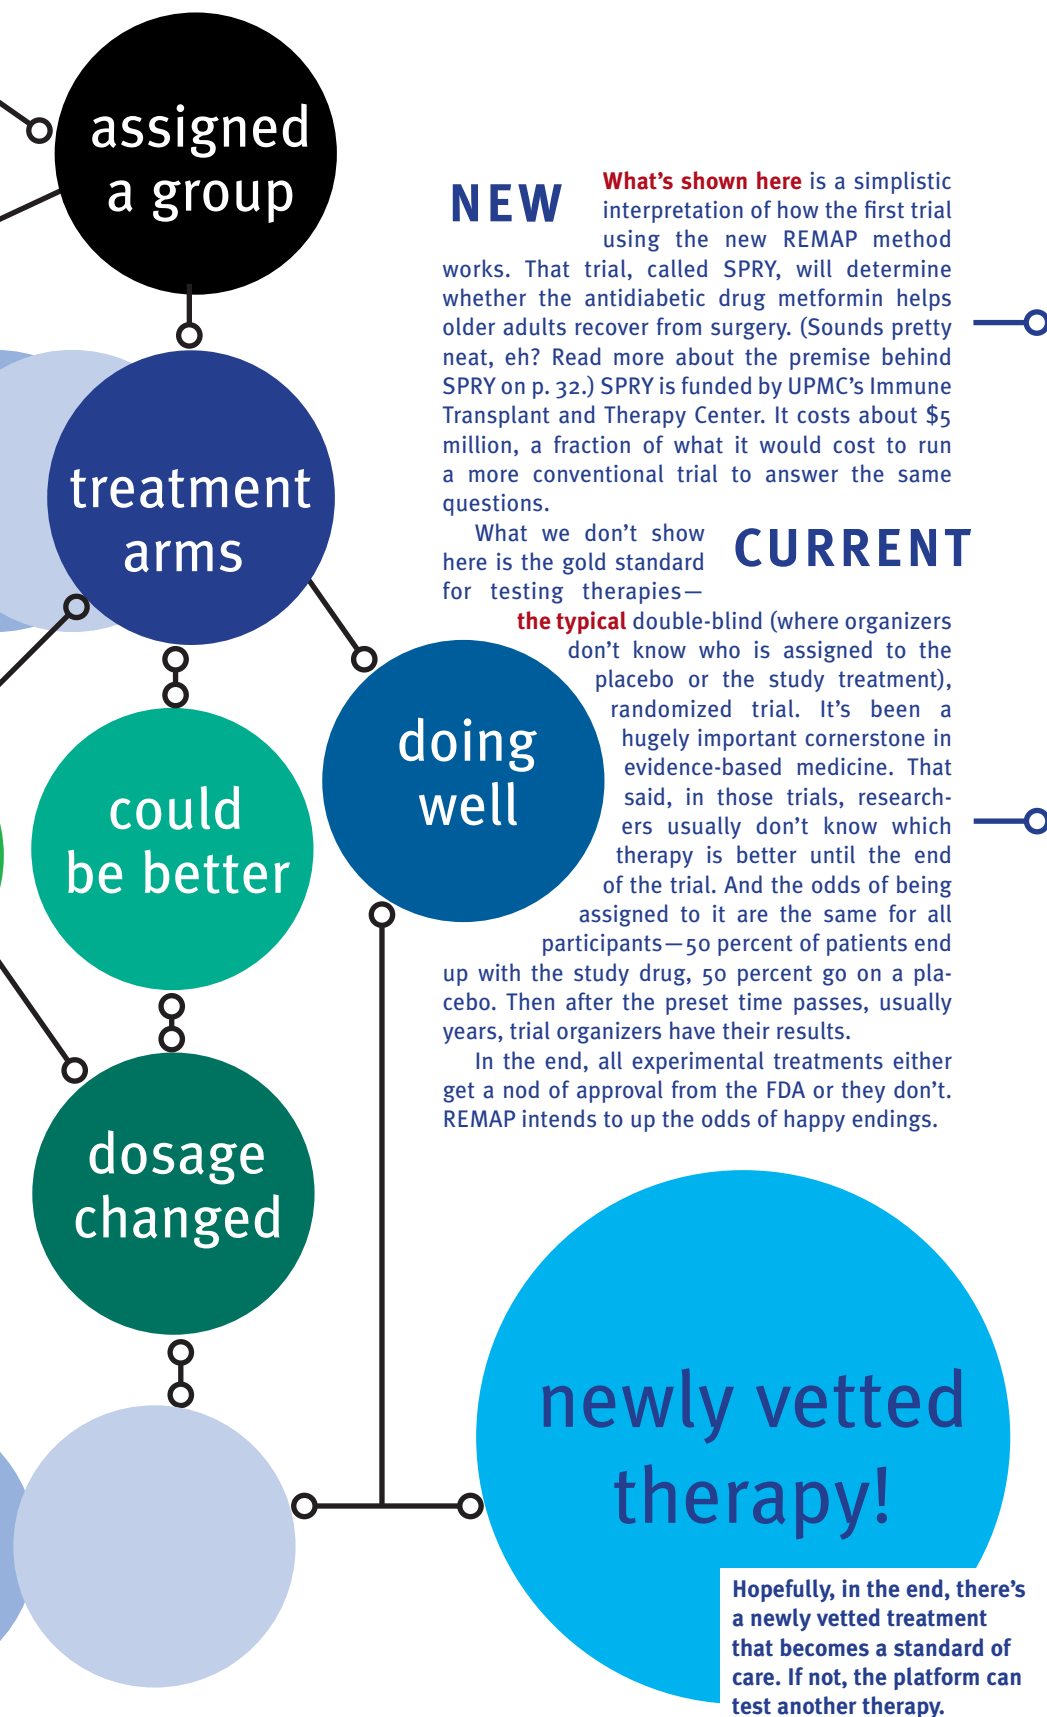 assigned
a group
treatment
arms
could
be better
doing
well
dosage
changed
NEW
What's shown here is a simplistic
interpretation of how the first trial
using the new REMAP method
works. That trial, called SPRY, will determine
whether the antidiabetic drug metformin helps
older adults recover from surgery. (Sounds pretty
neat, eh? Read more about the premise behind
SPRY on p. 32.) SPRY is funded by UPMC's Immune
Transplant and Therapy Center. It costs about $5
million, a fraction of what it would cost to run
a more conventional trial to answer the same
questions.
CURRENT
What we don't show
here is the gold standard
for testing therapies—
the typical double-blind (where organizers
don't know who is assigned to the
placebo or the study treatment),
randomized trial. It's been a
hugely important cornerstone in
evidence-based medicine. That
said, in those trials, research-
ers usually don't know which
therapy is better until the end
of the trial. And the odds of being
assigned to it are the same for all
participants—50 percent of patients end
up with the study drug, 50 percent go on a pla-
cebo. Then after the preset time passes, usually
years, trial organizers have their results.
In the end, all experimental treatments either
get a nod of approval from the FDA or they don't.
REMAP intends to up the odds of happy endings.
newly vetted
therapy!
Hopefully, in the end, there's
a newly vetted treatment
that becomes a standard of
care. If not, the platform can
test another therapy.